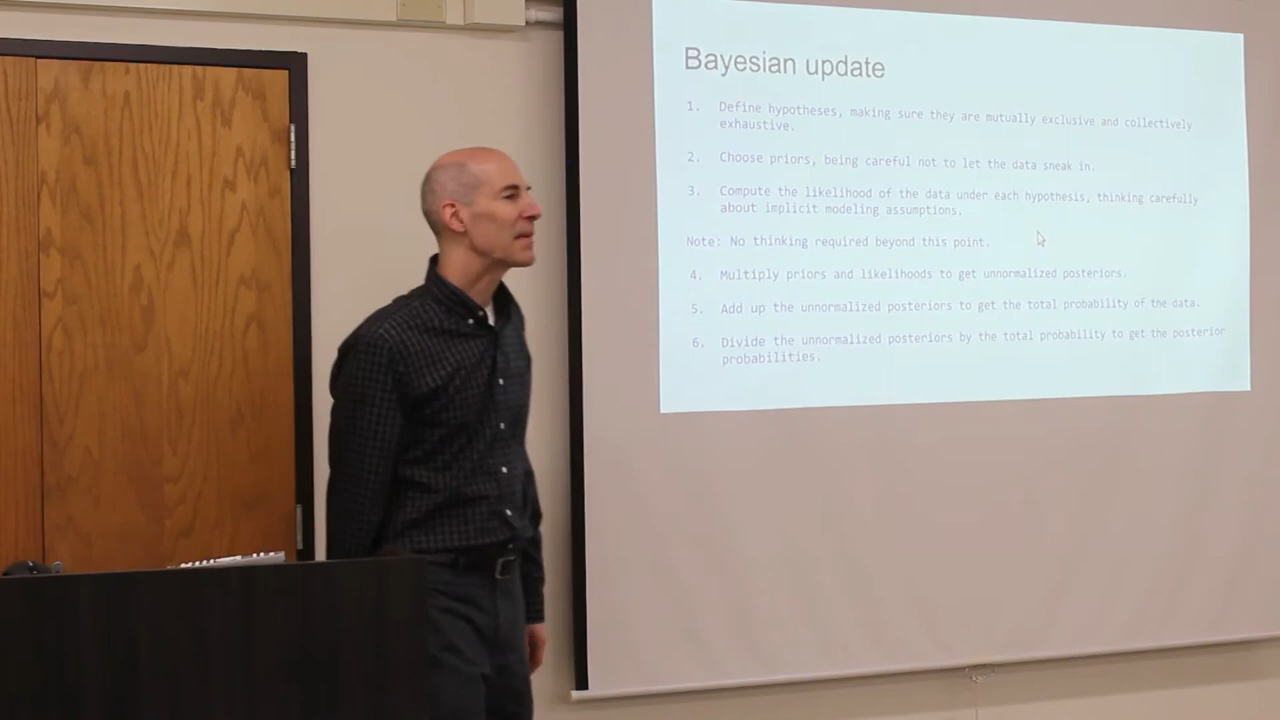 Bayesian update
1. Define hypotheses, making sure they are mutually exclusive and collectively
exhaustive.
2. Choose priors, being careful not to let the data sneak in.
3. Compute the likelihood of the data under each hypothesis, thinking carefully
about implicit modeling assumptions.
Note: No thinking required beyond this point.
4. Multiply priors and likelihoods to get unnormalized posteriors.
5. Add up the unnormalized posteriors to get the total probability of the data.
6. Divide the unnormalized posteriors by the total probability to get the posterior
probabilities.